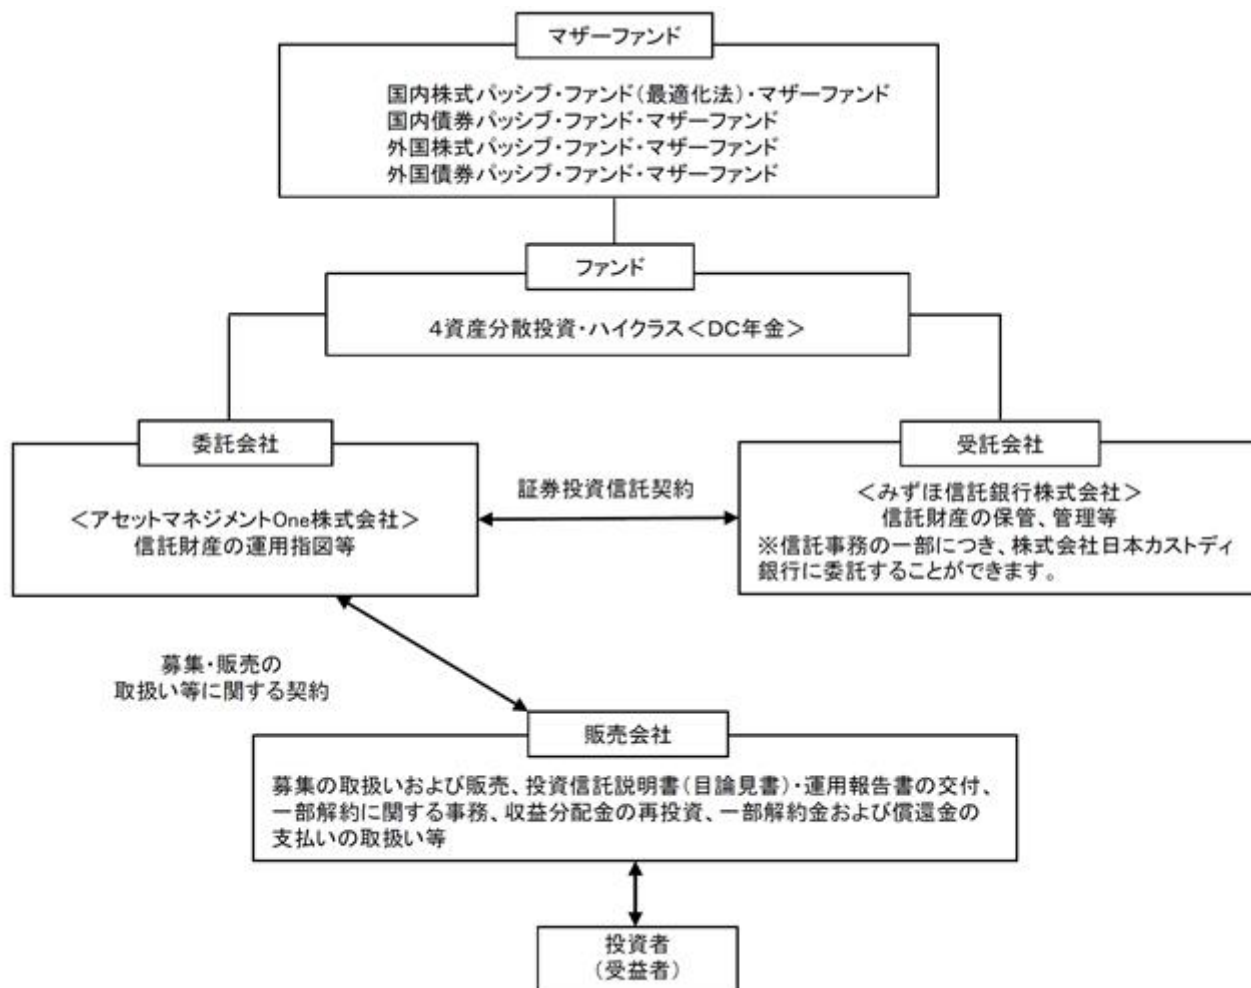 マザーファンド
国内株式パッシブ・ファンド(最適化法)・マザーファンド
国内債券パッシブ・ファンド・マザーファンド
外国株式パッシブ・ファンド・マザーファンド
外国債券パッシブ・ファンド・マザーファンド
ファンド
4資産分散投資・ハイクラス<DC年金>
委託会社
<アセットマネジメントOne株式会社>
信託財産の運用指図等
証券投資信託契約
受託会社
<みずほ信託銀行株式会社>
信託財産の保管、管理等
※信託事務の一部につき、株式会社日本カストディ
銀行に委託することができます。
募集・販売の
取扱い等に関する契約
販売会社
募集の取扱いおよび販売、投資信託説明書(目論見書)・運用報告書の交付、
一部解約に関する事務、収益分配金の再投資、一部解約金および償還金の
支払いの取扱い等
投資者
(受益者)